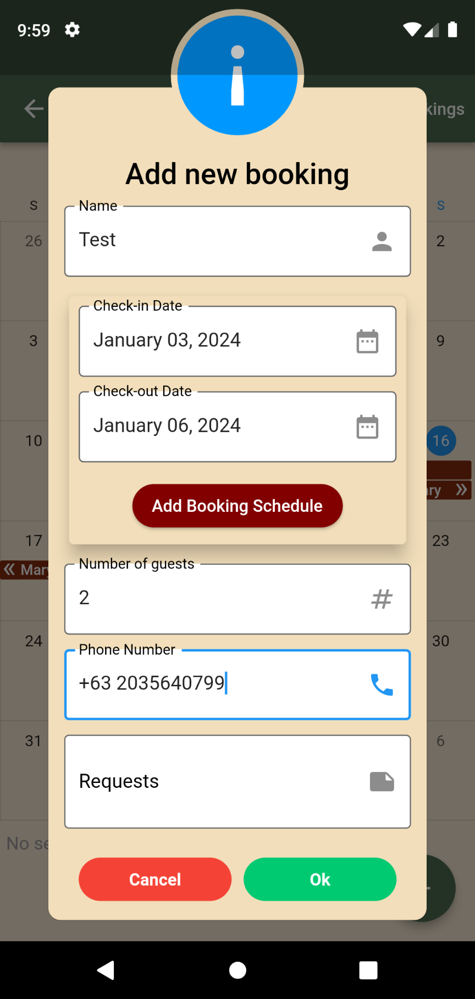 9:59
kings
Add new booking
S
S
Name
26
Test
2
Check-in Date
3
January 03, 2024
9
Check-out Date
10
January 06, 2024
16
ary »
Add Booking Schedule
17
23
« Mary
Number of guests
2
#
24
Phone Number
30
+63 2035640799
31
6
Requests
No se
Cancel
Ok